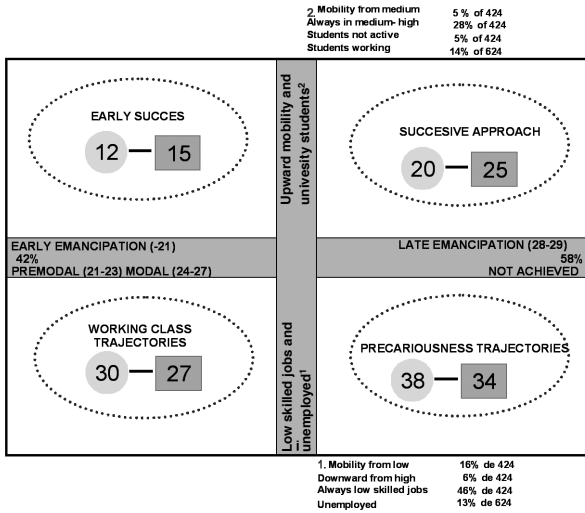 2. Mobility from medium 5 % of 424
Always in medium- high 28% of 424
Students not active 5% of 424
Students working 14% of 624
EARLY SUCCES
12 15
Upward mobility and
univesity students2
SUCCESIVE APPROACH
20 25
EARLY EMANCIPATION (-21)
42%
PREMODAL (21-23) MODAL (24-27)
LATE EMANCIPATION (28-29)
58%
NOT ACHIEVED
WORKING CLASS
TRAJECTORIES
30 27
Low skilled jobs and
unemployed1
PRECARIOUSNESS TRAJECTORIES
38 34
1. Mobility from low 16% de 424
Downward from high 6% de 424
Always low skilled jobs 46% de 424
Unemployed 13% de 624